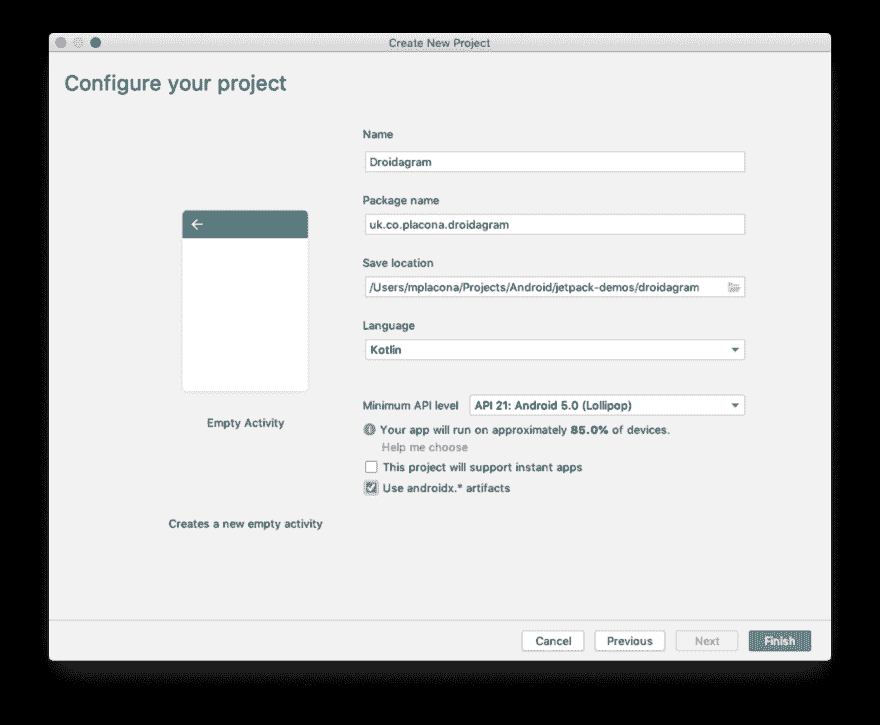 Create New Project
Configure your project
Name
Droidagram
Package name
uk.co.placona.droidagram
Save location
/Users/mplacona/Projects/Android/jetpack-demos/droidagram
Language
Kotlin
Empty Activity
Creates a new empty activity
Minimum API level API 21: Android 5.0 (Lollipop)
Your app will run on approximately 85.0% of devices.
Help me choose
This project will support instant apps
Use androidx.* artifacts
Cancel Previous Next Finish